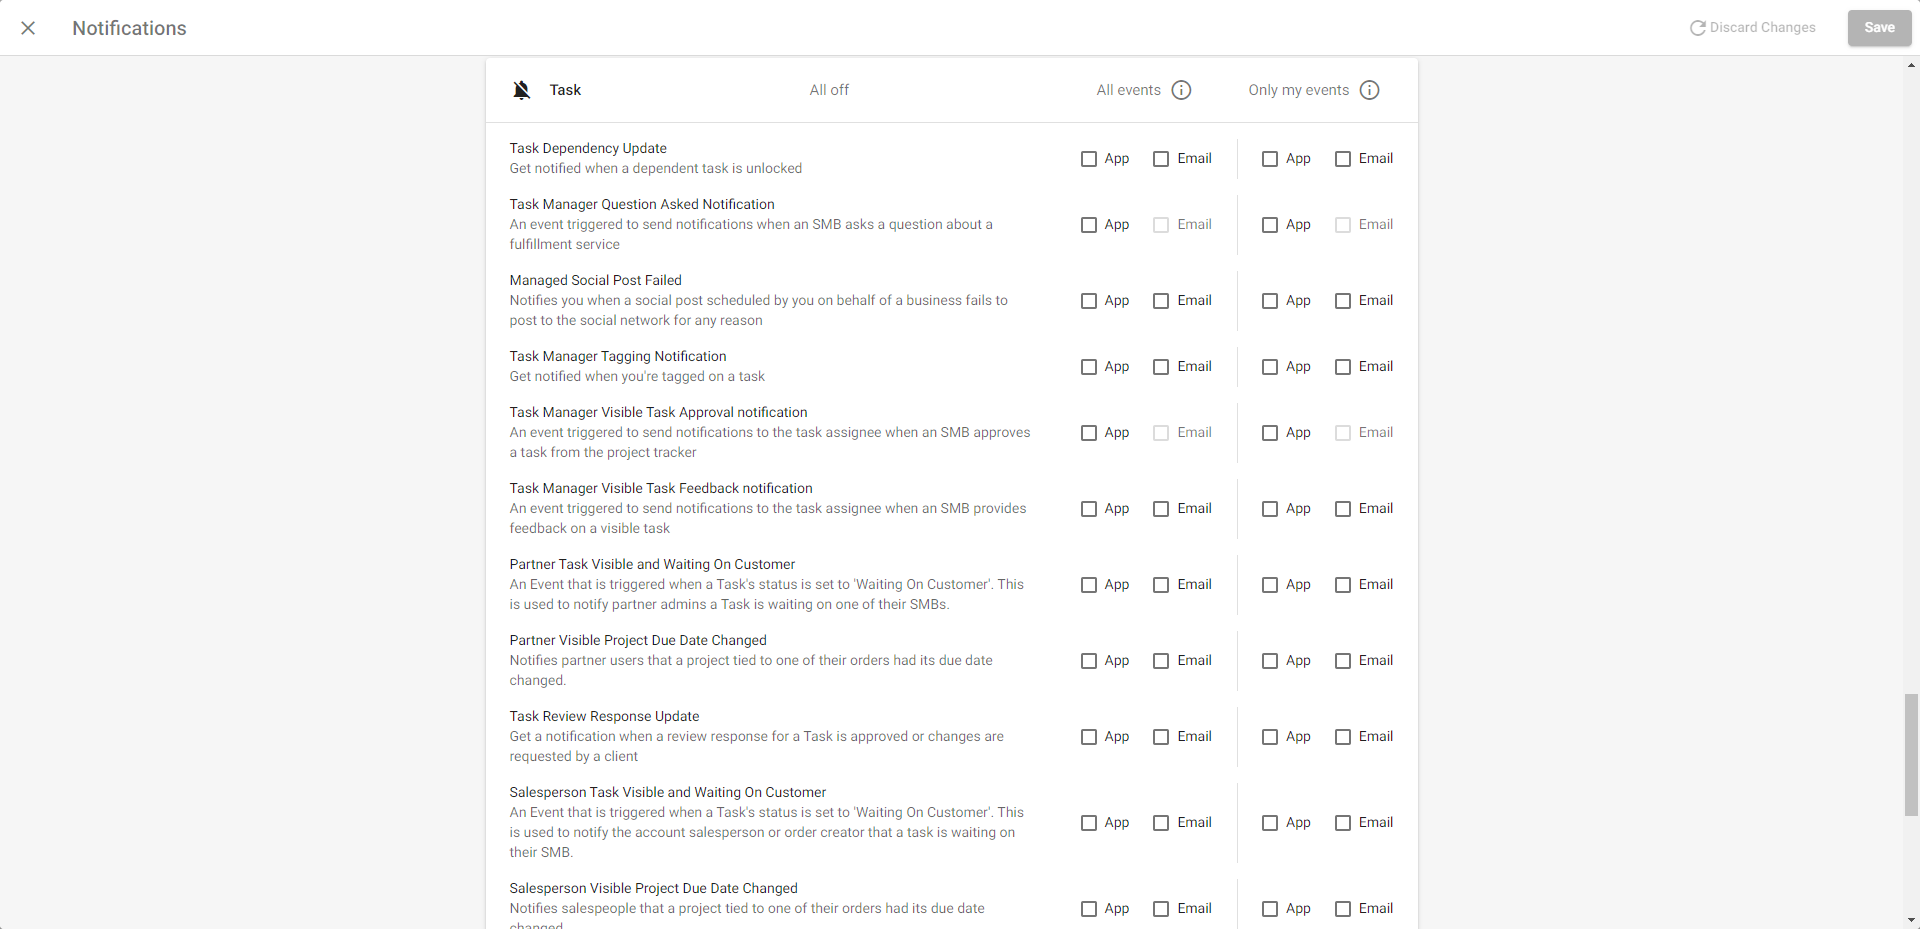 Notifications
Discard Changes
Save
Task
All off
All events
Only my events
Task Dependency Update
Get notified when a dependent task is unlocked
App Email App Email
Task Manager Question Asked Notification
An event triggered to send notifications when an SMB asks a question about a
fulfillment service
App Email App Email
Managed Social Post Failed
Notifies you when a social post scheduled by you on behalf of a business fails to
post to the social network for any reason
App Email App Email
Task Manager Tagging Notification
Get notified when you're tagged on a task
App Email App Email
Task Manager Visible Task Approval notification
An event triggered to send notifications to the task assignee when an SMB approves
a task from the project tracker
App Email App Email
Task Manager Visible Task Feedback notification
An event triggered to send notifications to the task assignee when an SMB provides
feedback on a visible task
App Email App Email
Partner Task Visible and Waiting On Customer
An Event that is triggered when a Task's status is set to 'Waiting On Customer'. This
is used to notify partner admins a Task is waiting on one of their SMBs.
App Email App Email
Partner Visible Project Due Date Changed
Notifies partner users that a project tied to one of their orders had its due date
changed.
App Email App Email
Task Review Response Update
Get a notification when a review response for a Task is approved or changes are
requested by a client
App Email App Email
Salesperson Task Visible and Waiting On Customer
An Event that is triggered when a Task's status is set to 'Waiting On Customer'. This
is used to notify the account salesperson or order creator that a task is waiting on
their SMB.
App Email App Email
Salesperson Visible Project Due Date Changed
Notifies salespeople that a project tied to one of their orders had its due date
changed
App Email App Email